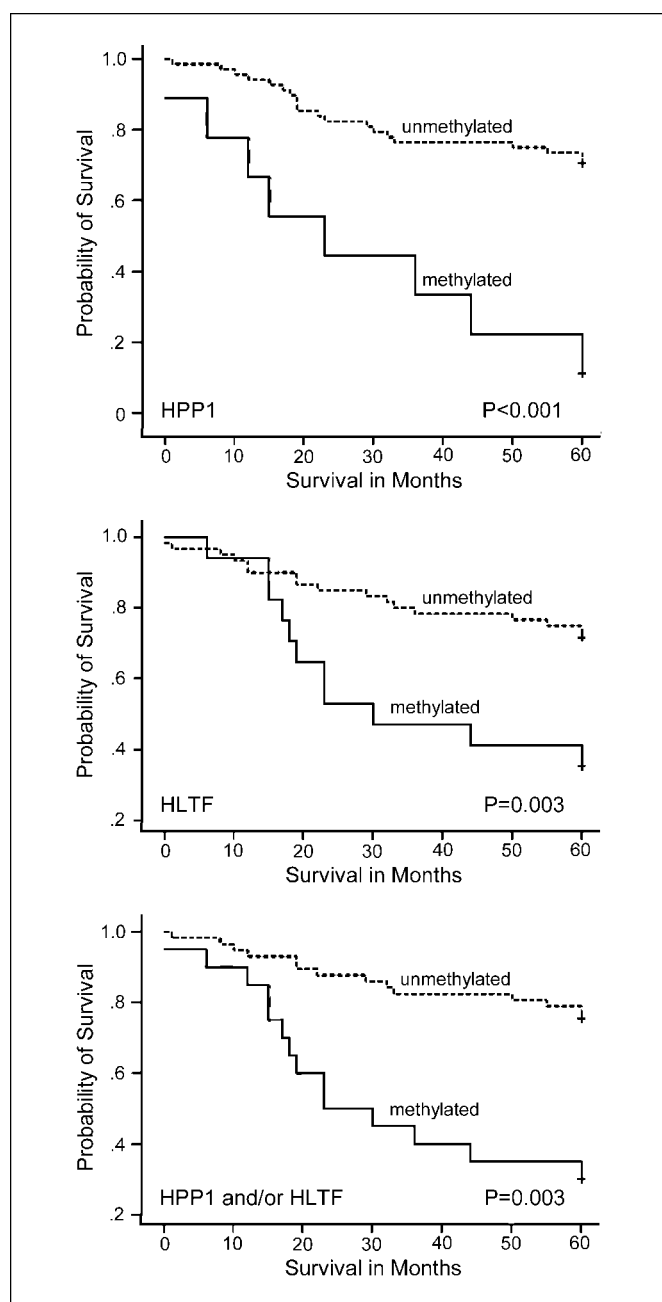 1.0
unmethylated
.8
.6
.4
methylated
.2
0
HPP1 P<0.001
0 10 20 30 40 50 60
Survival in Months
Probability of Survival
1.0
unmethylated
.8
.6
methylated
.4
HLTF P=0.003
.2
0 10 20 30 40 50 60
Survival in Months
Probability of Survival
1.0
unmethylated
.8
.6
methylated
.4
HPP1 and/or HLTF P=0.003
.2
0 10 20 30 40 50 60
Survival in Months
Probability of Survival